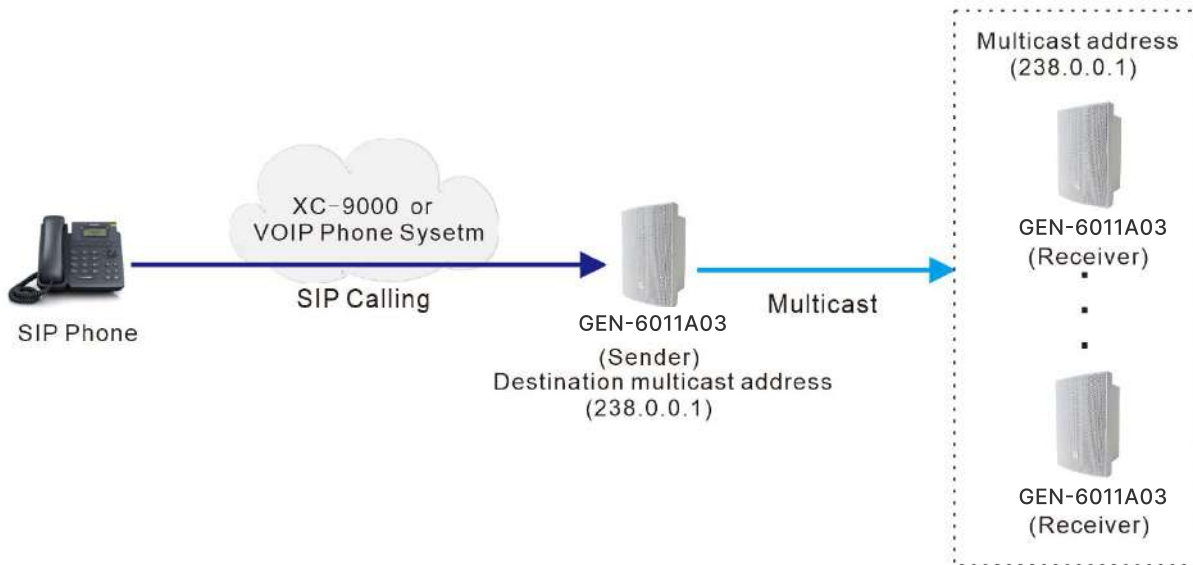 SIP Phone
XC-9000 or
VOIP Phone Sysetm
SIP Calling
GEN-6011A03
(Sender)
Destination multicast address
(238.0.0.1)
Multicast
Multicast address
(238.0.0.1)
GEN-6011A03
(Receiver)
GEN-6011A03
(Receiver)